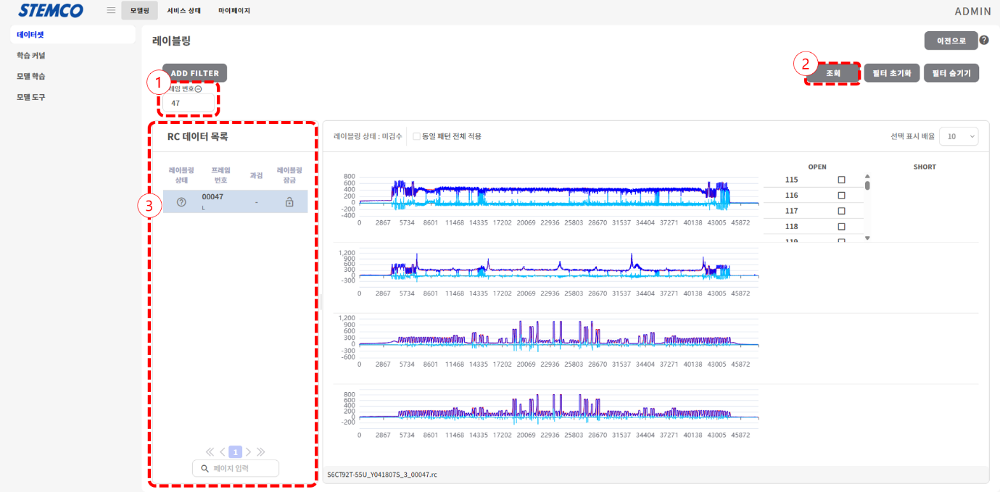 STEMCO
모델링 서비스 상태 마이페이지
ADMIN
데이터셋
학습 커널
모델 학습
모델 도구
레이블링
이전으로 ?
ADD FILTER
1
레임 번호
47
2
조회 필터 초기화 필터 숨기기
RC 데이터 목록
레이블링 상태 프레임 번호 과검 레이블링 잠금
3
? 00047 -
L
1
페이지 입력
레이블링 상태 : 미검수 동일 패턴 전체 적용
선택 표시 배율 10
800
600
400
200
0
-200
-400
0 2867 5734 8601 11468 14335 17202 20069 22936 25803 28670 31537 34404 37271 40138 43005 45872
OPEN SHORT
115
116
117
118
119
1,200
900
600
300
0
-300
0 2867 5734 8601 11468 14335 17202 20069 22936 25803 28670 31537 34404 37271 40138 43005 45872
1,200
900
600
300
0
-300
-600
0 2867 5734 8601 11468 14335 17202 20069 22936 25803 28670 31537 34404 37271 40138 43005 45872
800
600
400
200
0
-200
0 2867 5734 8601 11468 14335 17202 20069 22936 25803 28670 31537 34404 37271 40138 43005 45872
S6CT92T-55U_Y041807S_3_00047.rc